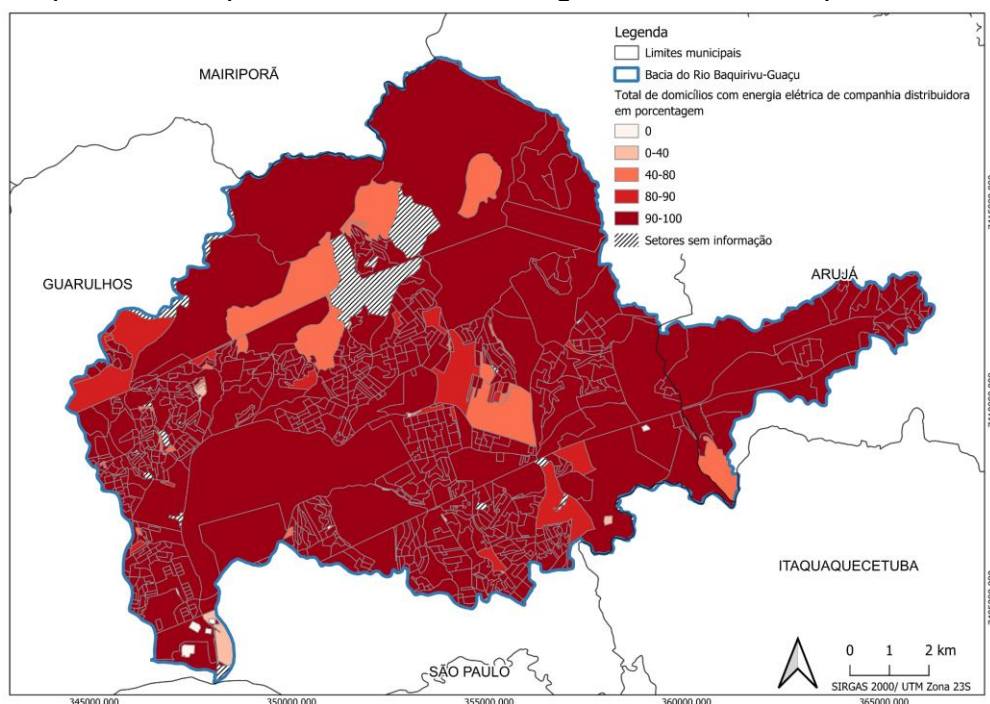 Legenda
Limites municipais
Bacia do Rio Baquirivu-Guaçu
Total de domicílios com energia elétrica de companhia distribuidora
em porcentagem
0
0-40
40-80
80-90
90-100
Setores sem informação
MAIRIPORÃ
GUARULHOS
ARUJÁ
ITAQUAQUECETUBA
SÃO PAULO
0 1 2 km
SIRGAS 2000/ UTM Zona 23S
345000.000 350000.000 355000.000 360000.000 365000.000